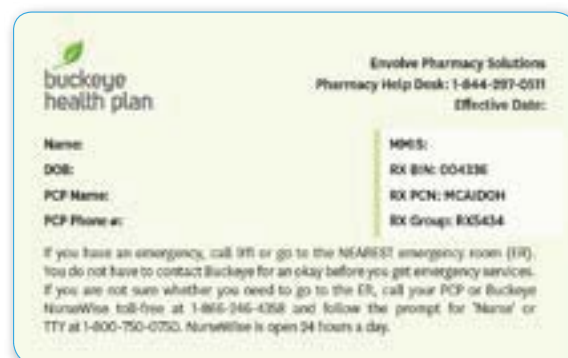 buckeye
health plan
Envolve Pharmacy Solutions
Pharmacy Help Desk: 1-844-297-0511
Effective Date:
Name:
DOB:
PCP Name:
PCP Phone #:
MMIS:
RX BIN: 004336
RX PCN: MCAIDOH
RX Group: RX5434
If you have an emergency, call 911 or go to the NEAREST emergency room (ER).
You do not have to contact Buckeye for an okay before you get emergency services.
If you are not sure whether you need to go to the ER, call your PCP or Buckeye
NurseWise toll-free at 1-866-246-4358 and follow the prompt for 'Nurse' or
TTY at 1-800-750-0750. NurseWise is open 24 hours a day.